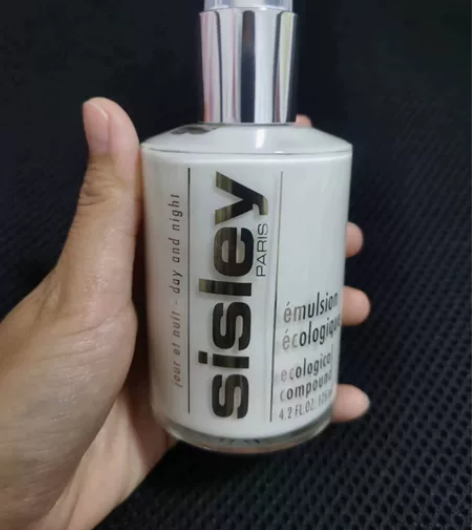 jour et nuit - day and night
sisley
PARIS
émulsion
écologique
ecological
compound
4.2 FL.OZ.